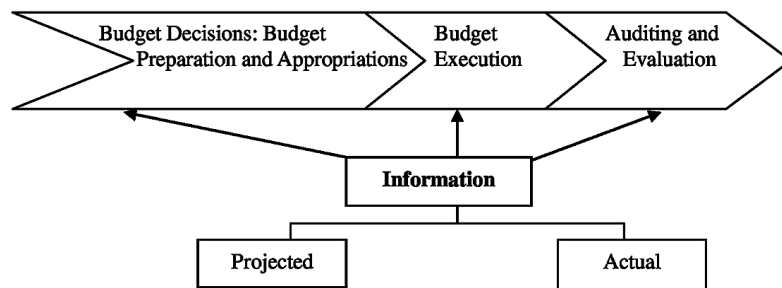 Budget Decisions: Budget
Preparation and Appropriations
Budget
Execution
Auditing and
Evaluation
Information
Projected
Actual